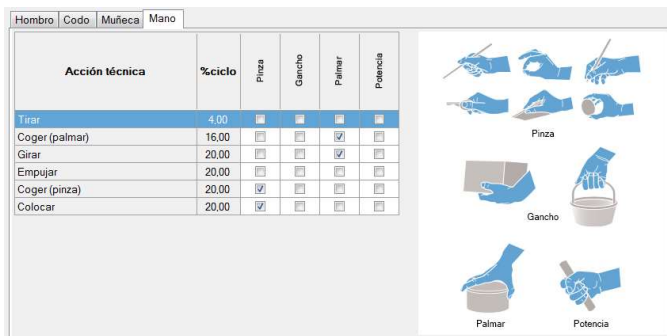 Hombro Codo Muñeca Mano
Acción técnica %ciclo Pinza Gancho Palmar Potencia
Tirar 4,00
Coger (palmar) 16,00
Girar 20,00
Empujar 20,00
Coger (pinza) 20,00
Colocar 20,00
Pinza
Gancho
Palmar Potencia